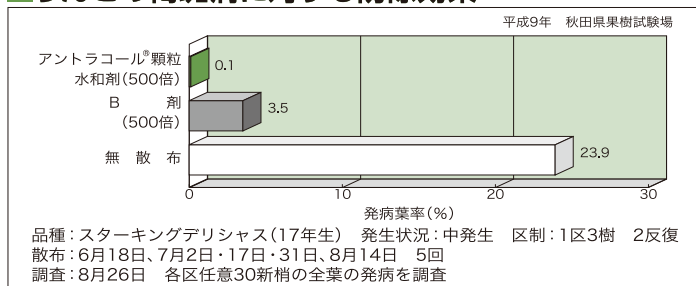 平成9年 秋田県果樹試験場
アントラコール®顆粒
水和剤(500倍)
0.1
B 剤
(500倍)
3.5
無 散 布
23.9
0 10 20 30
発病葉率(%)
品種:スターキングデリシャス(17年生) 発生状況:中発生 区制:1区3樹 2反復
散布:6月18日、7月2日・17日・31日、8月14日 5回
調査:8月26日 各区任意30新梢の全葉の発病を調査